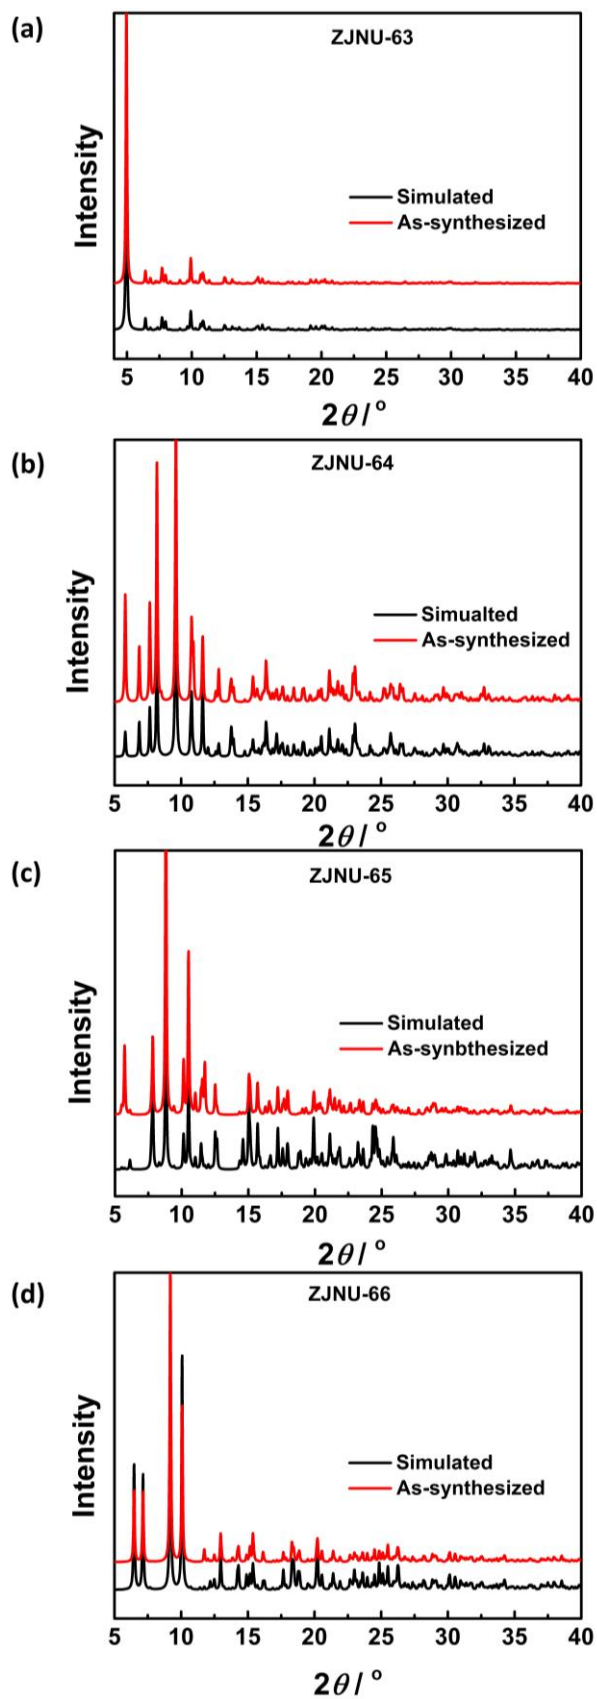 (a)
ZJNU-63
Intensity
Simulated
As-synthesized
5 10 15 20 25 30 35 40
2θ / °
(b)
ZJNU-64
Intensity
Simualted
As-synthesized
5 10 15 20 25 30 35 40
2θ / °
(c)
ZJNU-65
Intensity
Simulated
As-synbthesized
5 10 15 20 25 30 35 40
2θ / °
(d)
ZJNU-66
Intensity
Simulated
As-synthesized
5 10 15 20 25 30 35 40
2θ / °